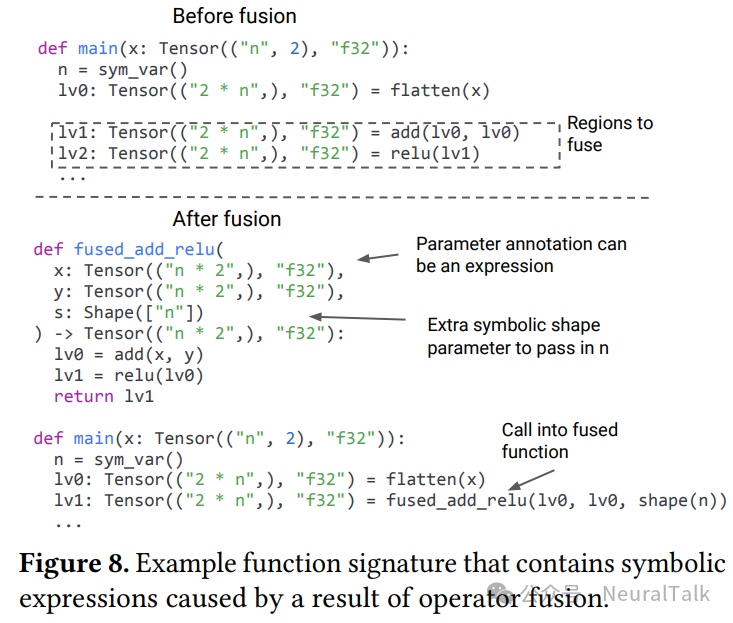 Before fusion
def main(x: Tensor(("n", 2), "f32")):
n = sym_var()
lv0: Tensor(("2 * n",), "f32") = flatten(x)
lv1: Tensor(("2 * n",), "f32") = add(lv0, lv0)
lv2: Tensor(("2 * n",), "f32") = relu(lv1)
...
Regions to
fuse
After fusion
def fused_add_relu(
x: Tensor(("n * 2",), "f32"),
y: Tensor(("n * 2",), "f32"),
s: Shape(["n"])
) -> Tensor(("n * 2",), "f32"):
lv0 = add(x, y)
lv1 = relu(lv0)
return lv1
Parameter annotation can
be an expression
Extra symbolic shape
parameter to pass in n
def main(x: Tensor(("n", 2), "f32")):
n = sym_var()
lv0: Tensor(("2 * n",), "f32") = flatten(x)
lv1: Tensor(("2 * n",), "f32") = fused_add_relu(lv0, lv0, shape(n))
...
Call into fused
function
Figure 8. Example function signature that contains symbolic
expressions caused by a result of operator fusion.
公众号 NeuralTalk